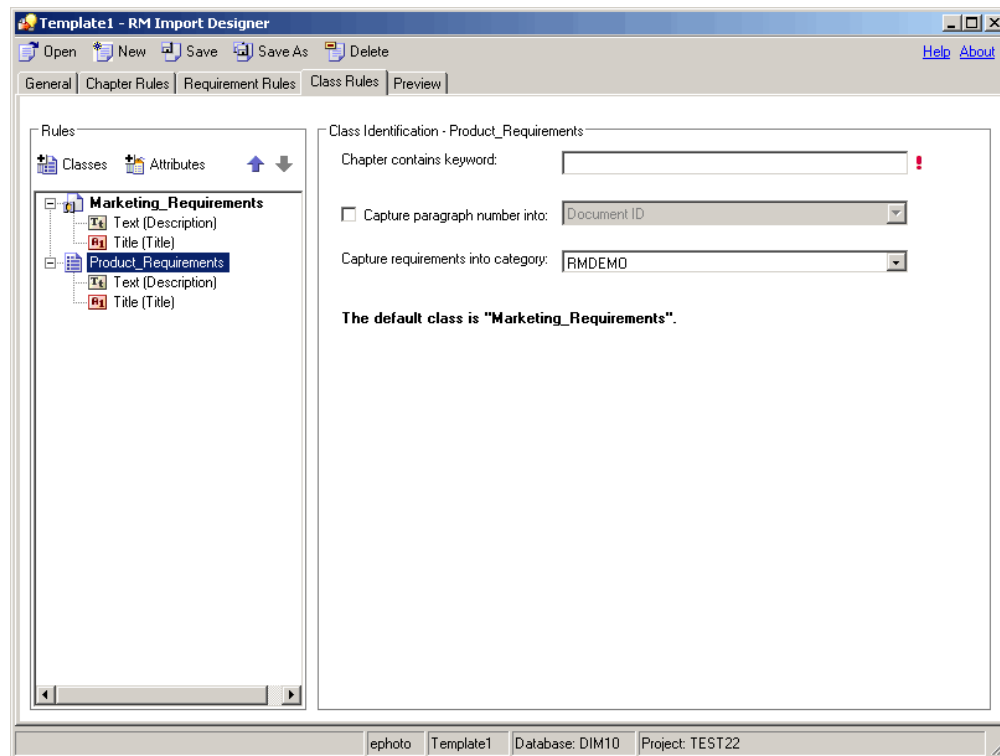 Template1 - RM Import Designer
Open New Save Save As Delete Help About
General Chapter Rules Requirement Rules Class Rules Preview
Rules
Classes Attributes
Marketing_Requirements
Text (Description)
Title (Title)
Product_Requirements
Text (Description)
Title (Title)
Class Identification - Product_Requirements
Chapter contains keyword: !
Capture paragraph number into: Document ID
Capture requirements into category: RMDEMO
The default class is "Marketing_Requirements".
ephoto Template1 Database: DIM10 Project: TEST22